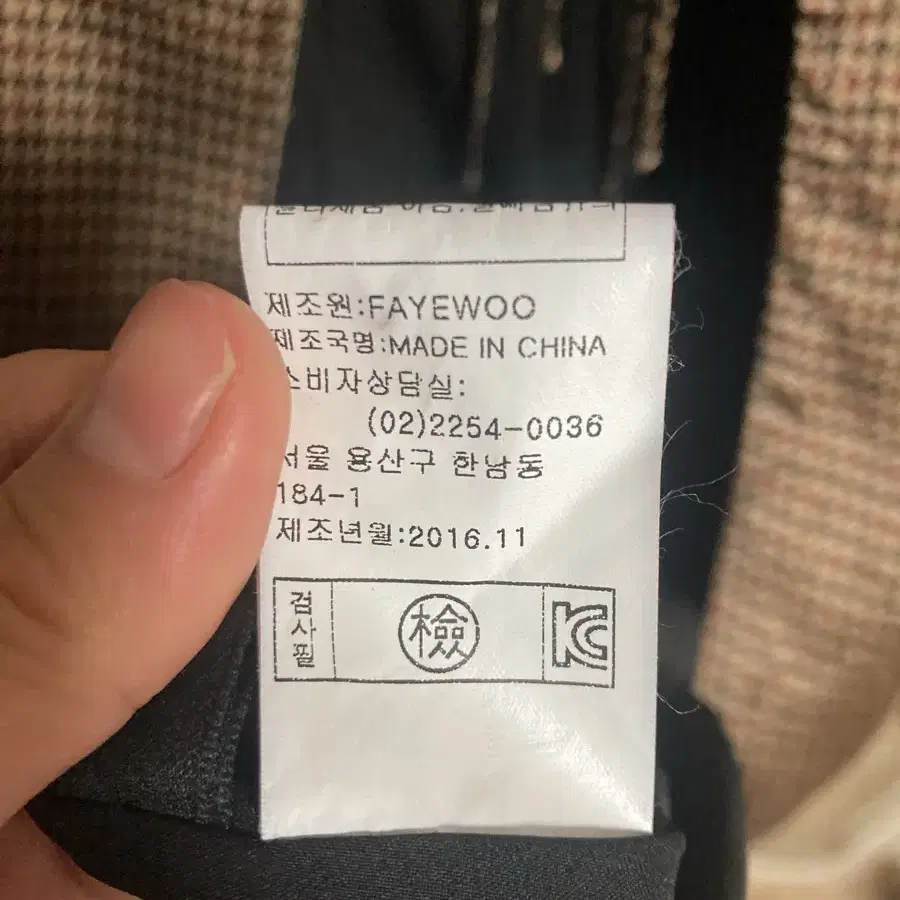 제조원:FAYEWOO
제조국명:MADE IN CHINA
소비자상담실:
(02)2254-0036
서울 용산구 한남동
184-1
제조년월:2016.11
검사필
檢
KC